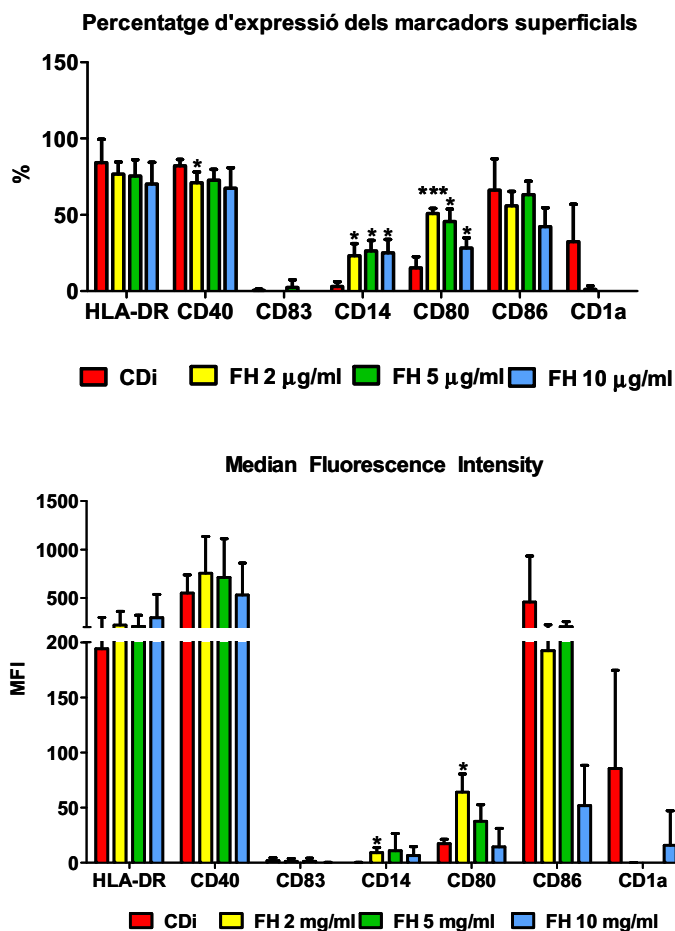 Percentatge d'expressió dels marcadors superficials
150
100
50
0
%
*
* * *
*** * *
HLA-DR CD40 CD83 CD14 CD80 CD86 CD1a
CDi FH 2 µg/ml FH 5 µg/ml FH 10 µg/ml
Median Fluorescence Intensity
1500
1000
500
200
150
100
50
0
MFI
*
*
HLA-DR CD40 CD83 CD14 CD80 CD86 CD1a
CDi FH 2 mg/ml FH 5 mg/ml FH 10 mg/ml